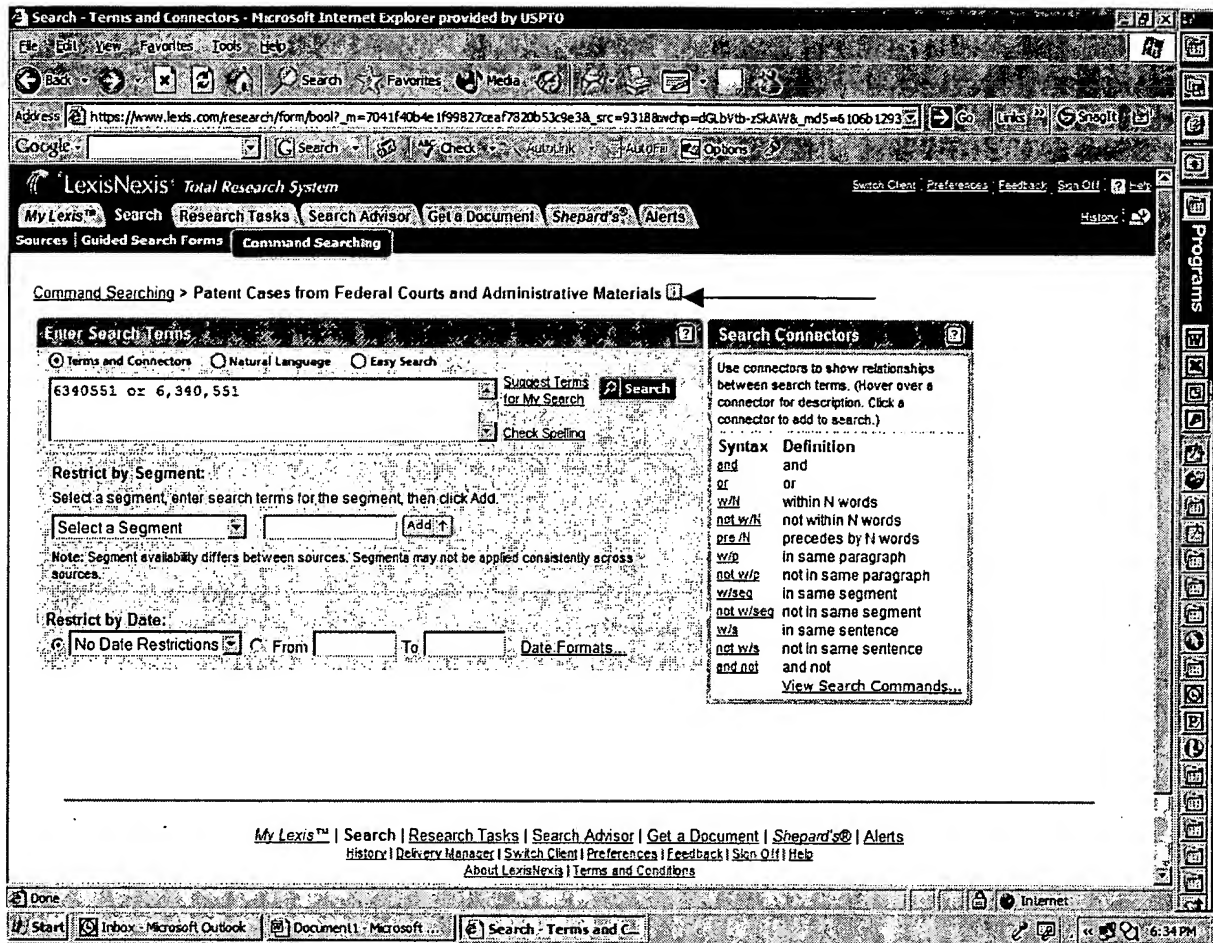 Search - Terms and Connectors - Microsoft Internet Explorer provided by USPTO
File Edit View Favorites Tools Help
Back Search Favorites Media
Address https://www.lexis.com/research/form/bool?_m=7041f40b4e1f99827ceaf7820b53c9e3&_src=9318&wchp=dGLbVtb-zSkAW&_md5=6106b1293 Go Links » SnagIt
Google - Search Check AutoLink AutoFill Options
LexisNexis® Total Research System Switch Client | Preferences | Feedback | Sign Off | ? Help
My Lexis™ Search Research Tasks Search Advisor Get a Document Shepard's® Alerts History
Sources | Guided Search Forms Command Searching
Programs
Command Searching > Patent Cases from Federal Courts and Administrative Materials i
Enter Search Terms ?
Terms and Connectors Natural Language Easy Search
6340551 or 6,340,551
Suggest Terms
for My Search
Search
Check Spelling
Restrict by Segment:
Select a segment, enter search terms for the segment, then click Add.
Select a Segment Add ↑
Note: Segment availability differs between sources. Segments may not be applied consistently across
sources.
Restrict by Date:
No Date Restrictions From To Date Formats...
Search Connectors ?
Use connectors to show relationships
between search terms. (Hover over a
connector for description. Click a
connector to add to search.)
Syntax Definition
and and
or or
w/N within N words
not w/N not within N words
pre /N precedes by N words
w/p in same paragraph
not w/p not in same paragraph
w/seg in same segment
not w/seg not in same segment
w/s in same sentence
not w/s not in same sentence
and not and not
View Search Commands...
My Lexis™ | Search | Research Tasks | Search Advisor | Get a Document | Shepard's® | Alerts
History | Delivery Manager | Switch Client | Preferences | Feedback | Sign Off | Help
About LexisNexis | Terms and Conditions
Done Internet
Start Inbox - Microsoft Outlook Document1 - Microsoft ... Search - Terms and C... « 6:34 PM